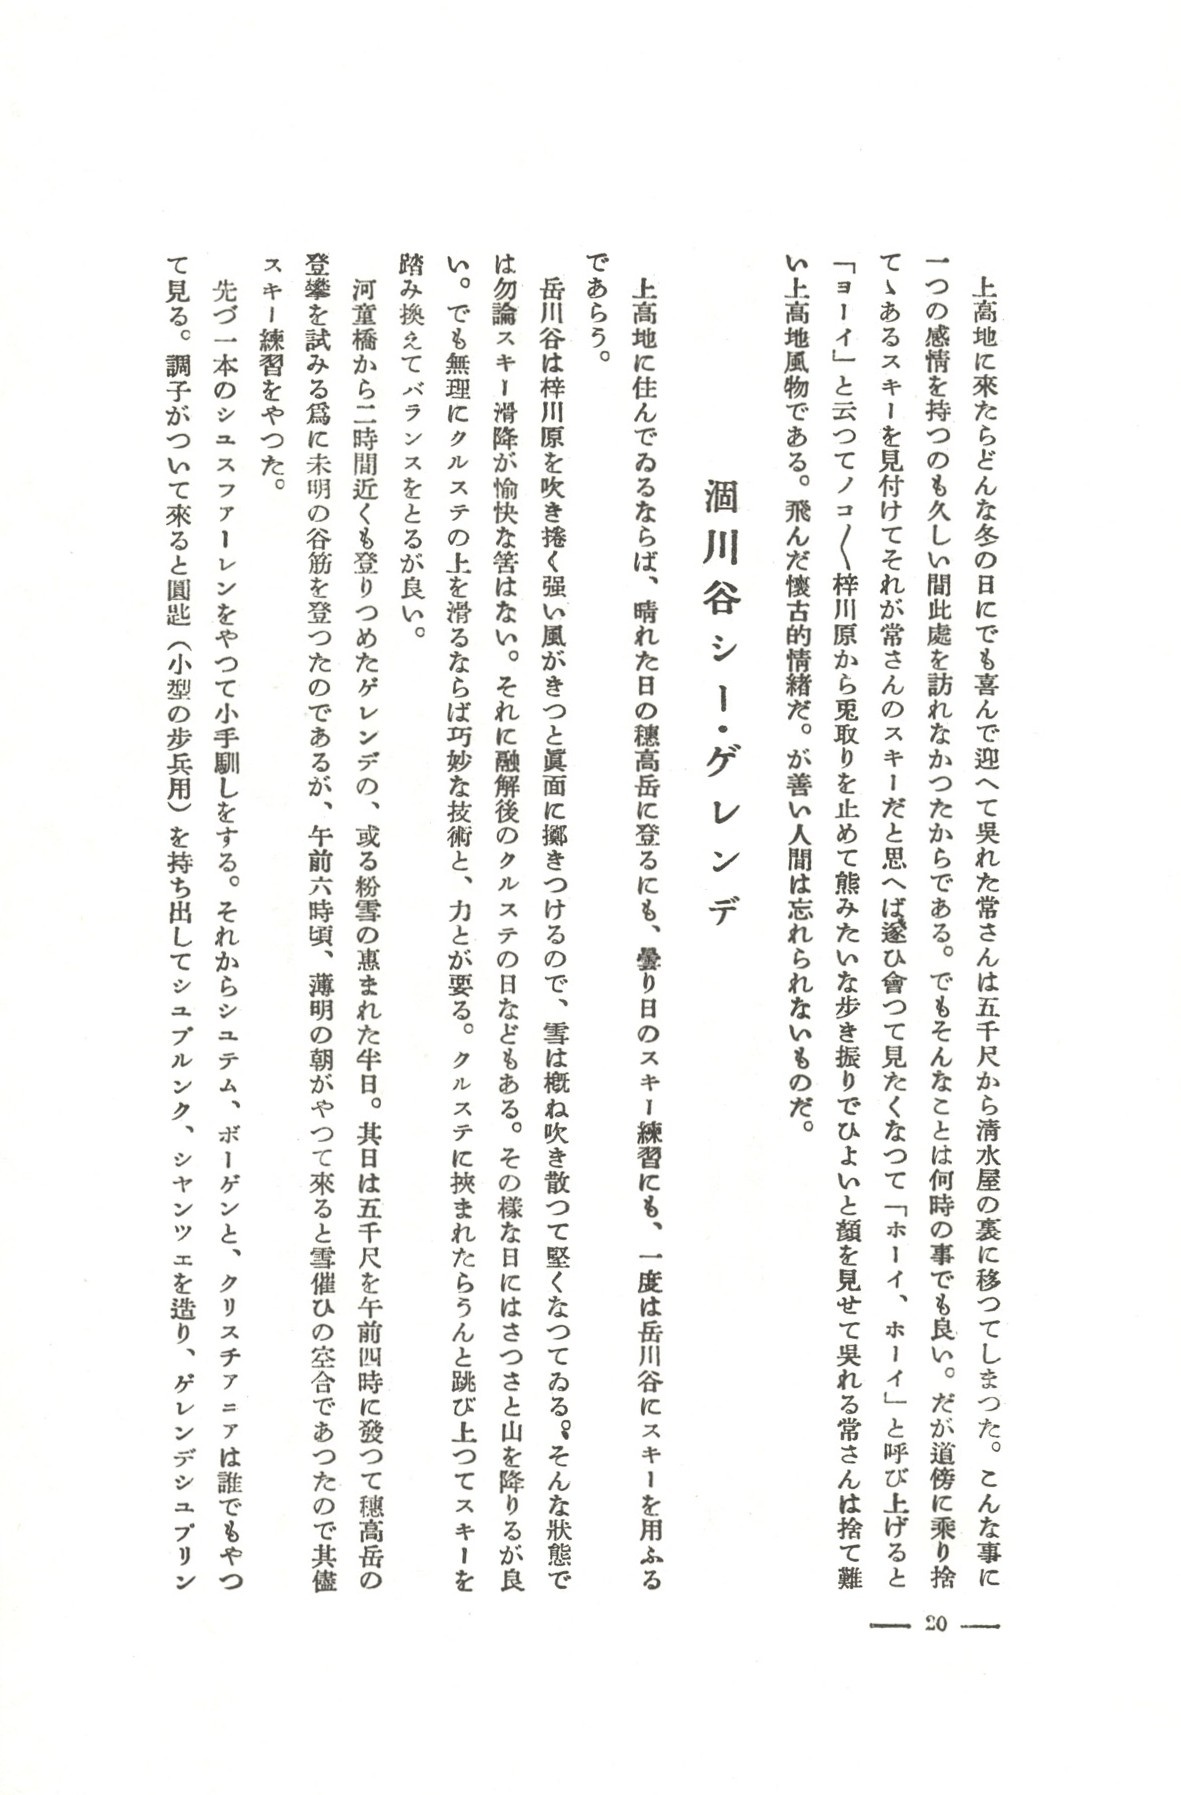 上高地に來たらどんな冬の日にでも喜んで迎へて吳れた常さんは五千尺から淸水屋の裏に移つてしまつた。こんな事に
一つの感情を持つのも久しい間此處を訪れなかつたからである。でもそんなことは何時の事でも良い。だが道傍に乘り捨
てゝあるスキーを見付けてそれが常さんのスキーだと思へば遂ひ會つて見たくなつて「ホーイ、ホーイ」と呼び上げると
「ヨーイ」と云つてノコ〳〵梓川原から兎取りを止めて熊みたいな步き振りでひよいと顏を見せて吳れる常さんは捨て難
い上高地風物である。飛んだ懷古的情緖だ。が善い人間は忘れられないものだ。
涸川谷シー・ゲレンデ
上高地に住んでゐるならば、晴れた日の穗高岳に登るにも、曇り日のスキー練習にも、一度は岳川谷にスキーを用ふる
であらう。
岳川谷は梓川原を吹き捲く强い風がきつと眞面に擲きつけるので、雪は槪ね吹き散つて堅くなつてゐる。そんな狀態で
は勿論スキー滑降が愉快な筈はない。それに融解後のクルステの日などもある。その樣な日にはさつさと山を降りるが良
い。でも無理にクルステの上を滑るならば巧妙な技術と、力とが要る。クルステに挾まれたらうんと跳び上つてスキーを
踏み換えてバランスをとるが良い。
河童橋から二時間近くも登りつめたゲレンデの、或る粉雪の惠まれた半日。其日は五千尺を午前四時に發つて穗高岳の
登攀を試みる爲に未明の谷筋を登つたのであるが、午前六時頃、薄明の朝がやつて來ると雪催ひの空合であつたので其儘
スキー練習をやつた。
先づ一本のシユスファーレンをやつて小手馴しをする。それからシユテム、ボーゲンと、クリスチアニアは誰でもやつ
て見る。調子がついて來ると圓匙（小型の步兵用）を持ち出してシユプルンク、シヤンツエを造り、ゲレンデシユプリン
20